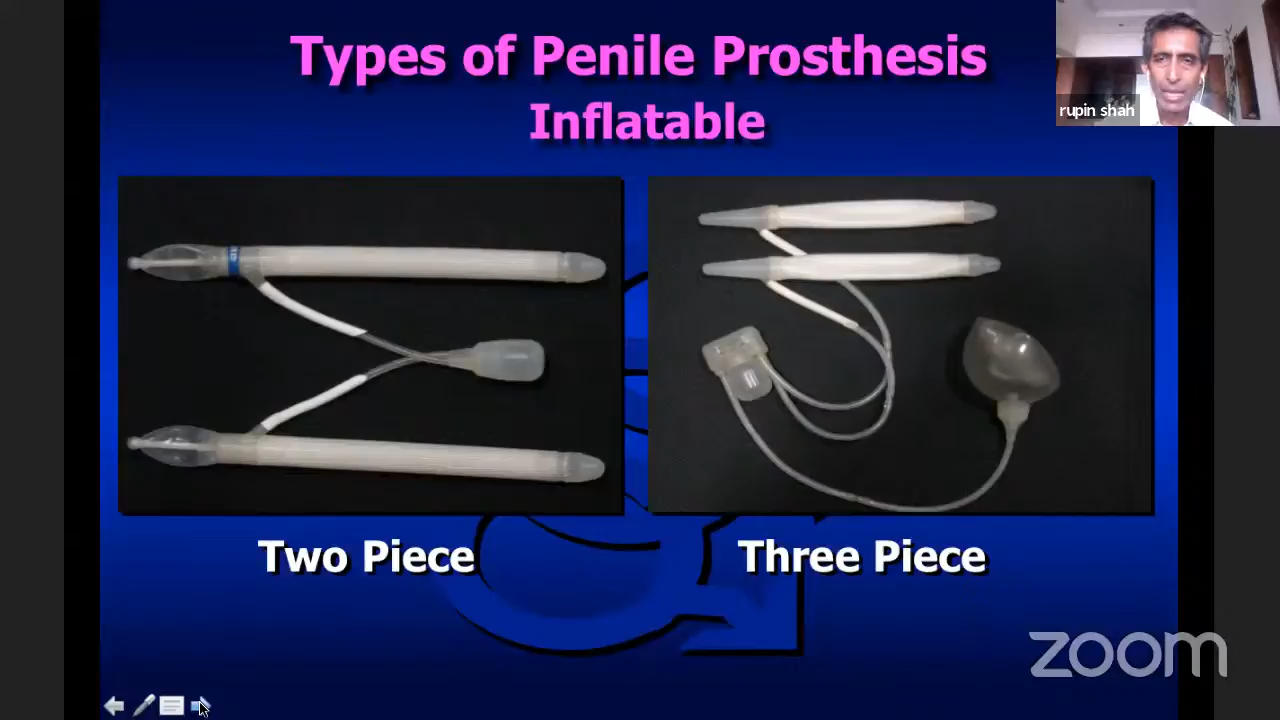 Types of Penile Prosthesis
Inflatable
rupin shah
Two Piece
Three Piece
zoom